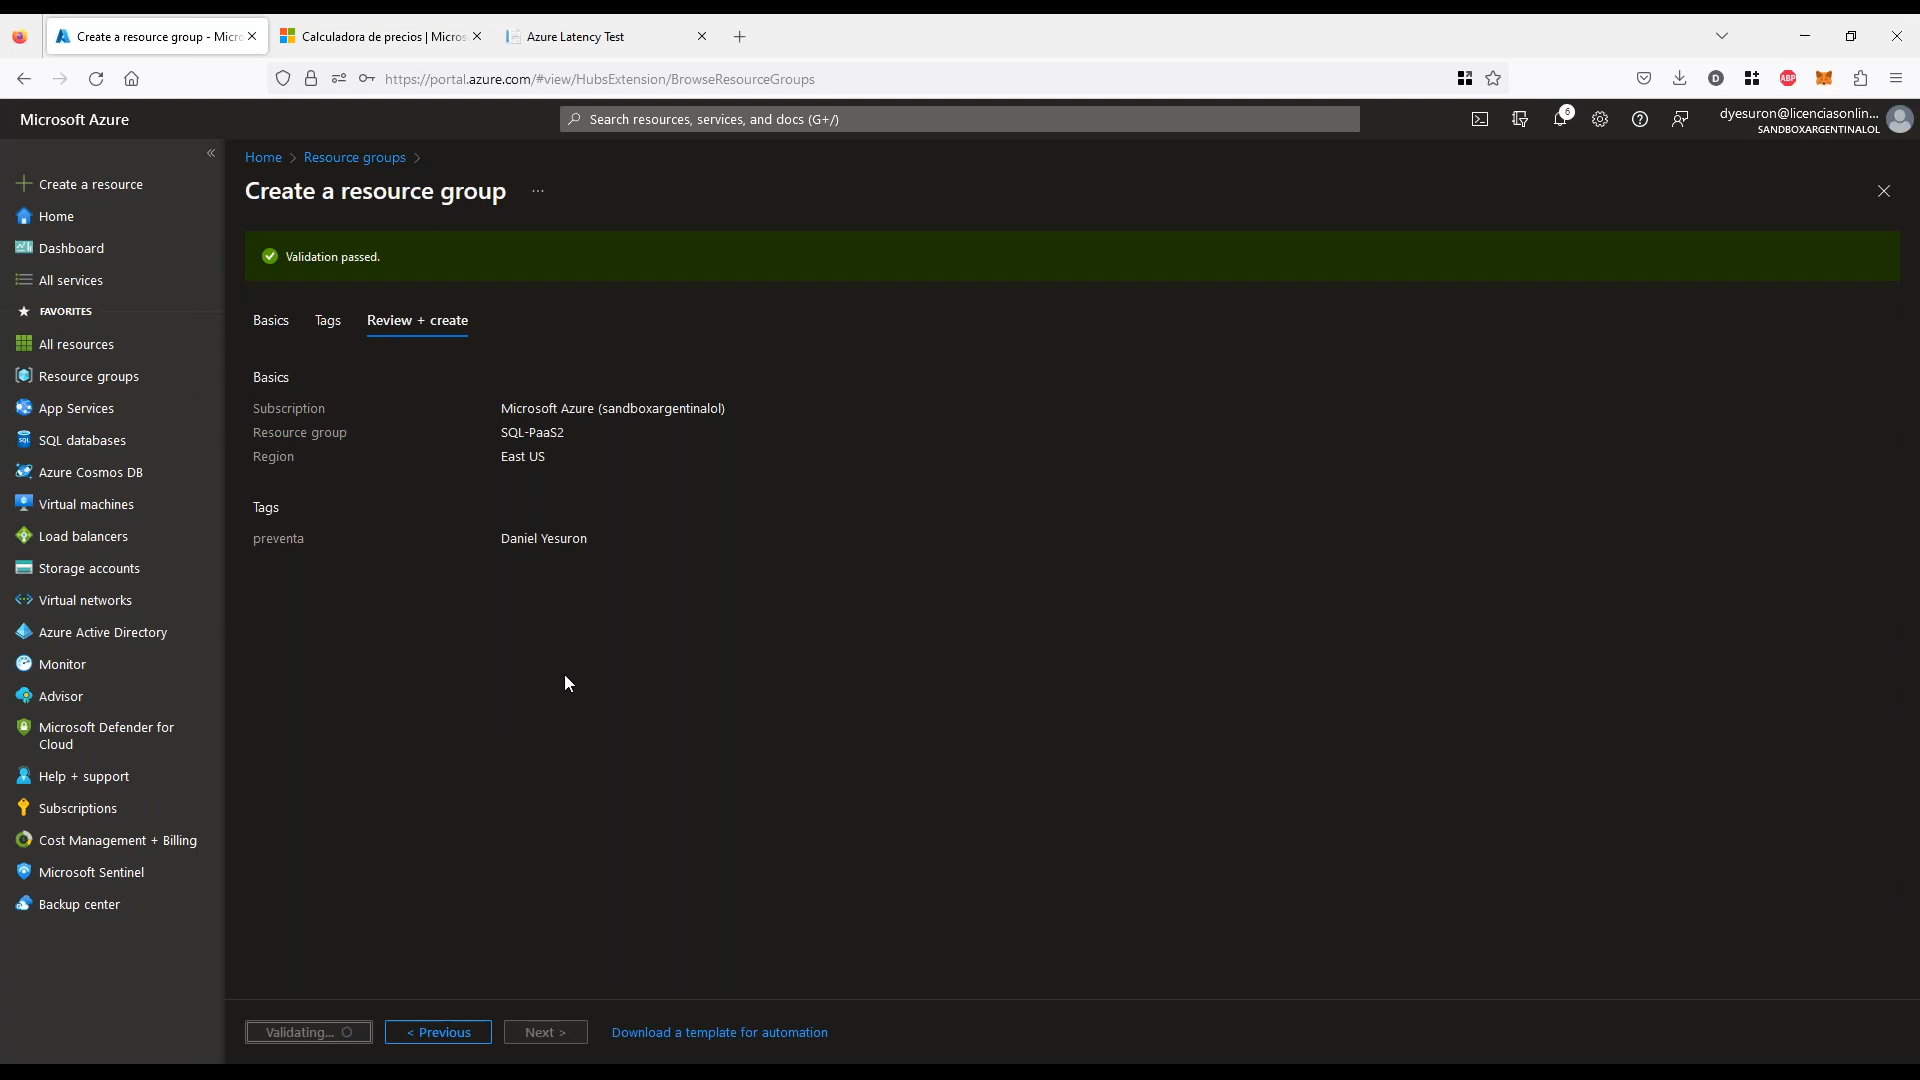 Create a resource group - Micro
Calculadora de precios | Micros
Azure Latency Test
https://portal.azure.com/#view/HubsExtension/BrowseResourceGroups
D
ABP
Microsoft Azure
Search resources, services, and docs (G+/)
6
dyesuron@licenciasonlin...
SANDBOXARGENTINALOL
Home
Resource groups
Create a resource group
...
Create a resource
Home
Dashboard
All services
FAVORITES
All resources
Resource groups
App Services
SQL
SQL databases
Azure Cosmos DB
Virtual machines
Load balancers
Storage accounts
Virtual networks
Azure Active Directory
Monitor
Advisor
Microsoft Defender for
Cloud
Help + support
Subscriptions
Cost Management + Billing
Microsoft Sentinel
Backup center
Validation passed.
Basics
Tags
Review + create
Basics
Subscription
Microsoft Azure (sandboxargentinalol)
Resource group
SQL-PaaS2
Region
East US
Tags
preventa
Daniel Yesuron
Validating...
< Previous
Next >
Download a template for automation